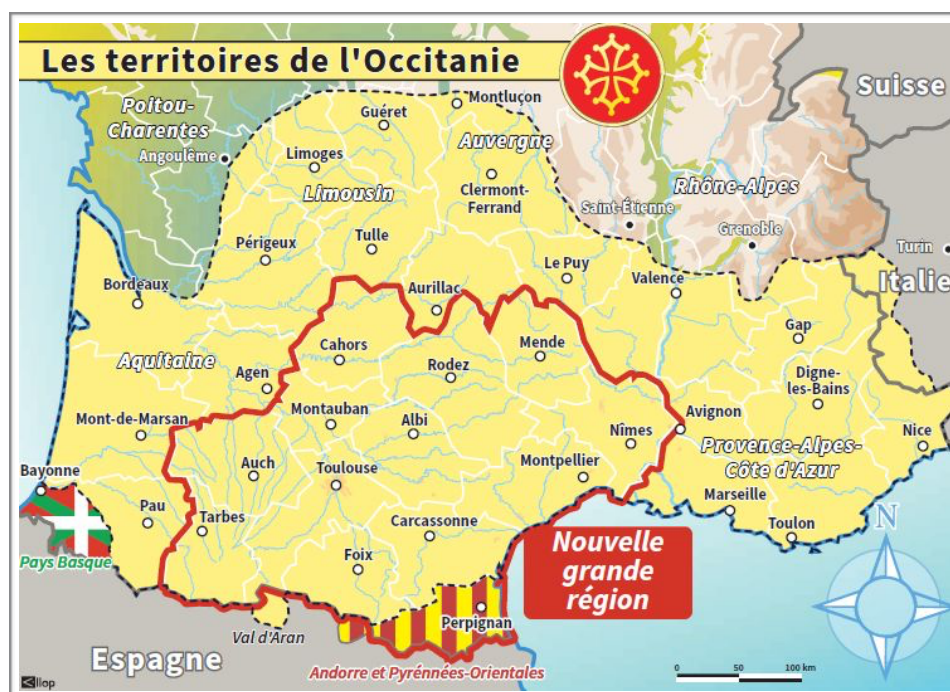 Les territoires de l'Occitanie
Suisse
Poitou-
Charentes
Montluçon
Guéret
Auvergne
Angoulême
Limoges
Clermont-
Ferrand
Limousin
Rhône-Alpes
Saint-Étienne
Grenoble
Turin
Périgeux
Tulle
Le Puy
Valence
Italie
Bordeaux
Aurillac
Gap
Aquitaine
Cahors
Mende
Rodez
Agen
Digne-
les-Bains
Mont-de-Marsan
Montauban
Albi
Avignon
Nîmes
Nice
Provence-Alpes-
Côte d'Azur
Auch
Toulouse
Montpellier
Bayonne
Marseille
Pau
Tarbes
Carcassonne
Toulon
N
Foix
Nouvelle
grande
région
Pays Basque
Perpignan
Val d'Aran
Espagne
Andorre et Pyrénnées-Orientales
0 50 100 km